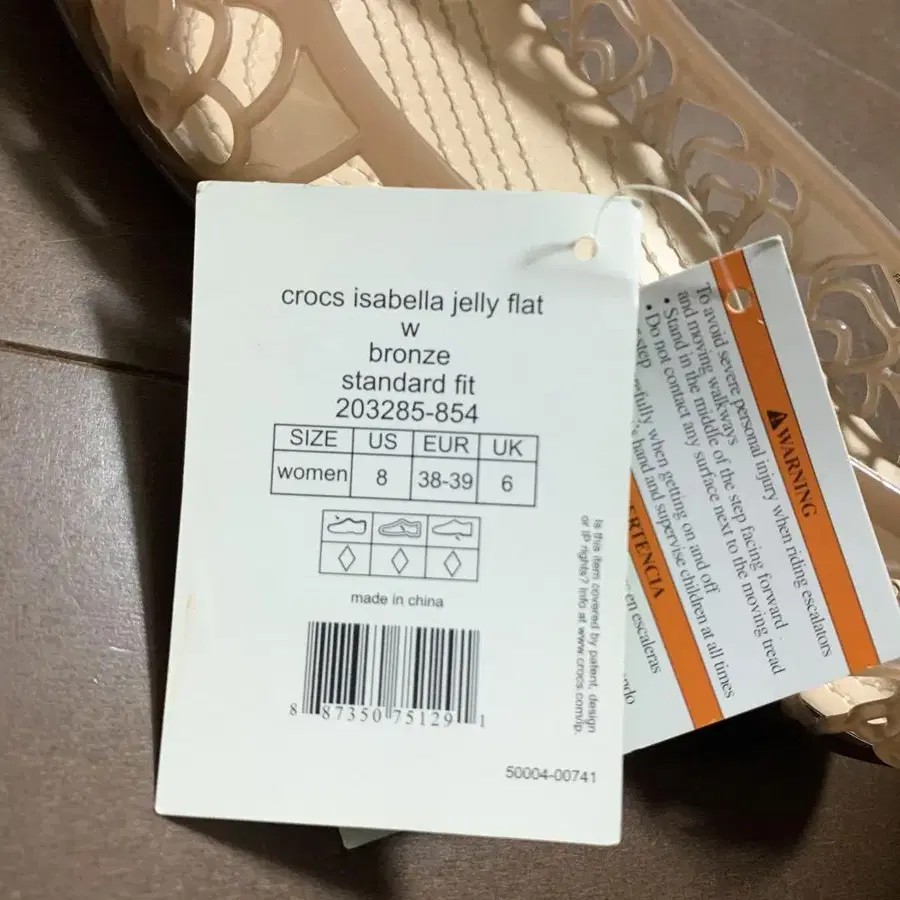 crocs isabella jelly flat
w
bronze
standard fit
203285-854
SIZE US EUR UK
women 8 38-39 6
made in china
8 87350 75129 1
Is this item covered by patent, design
or IP rights? Info at www.crocs.com/ip.
50004-00741
WARNING
To avoid severe personal injury when riding escalators
and moving walkways
• Stand in the middle of the step facing forward
• Do not contact any surface next to the moving tread
step when getting on and off
hand and supervise children at all times
en escaleras